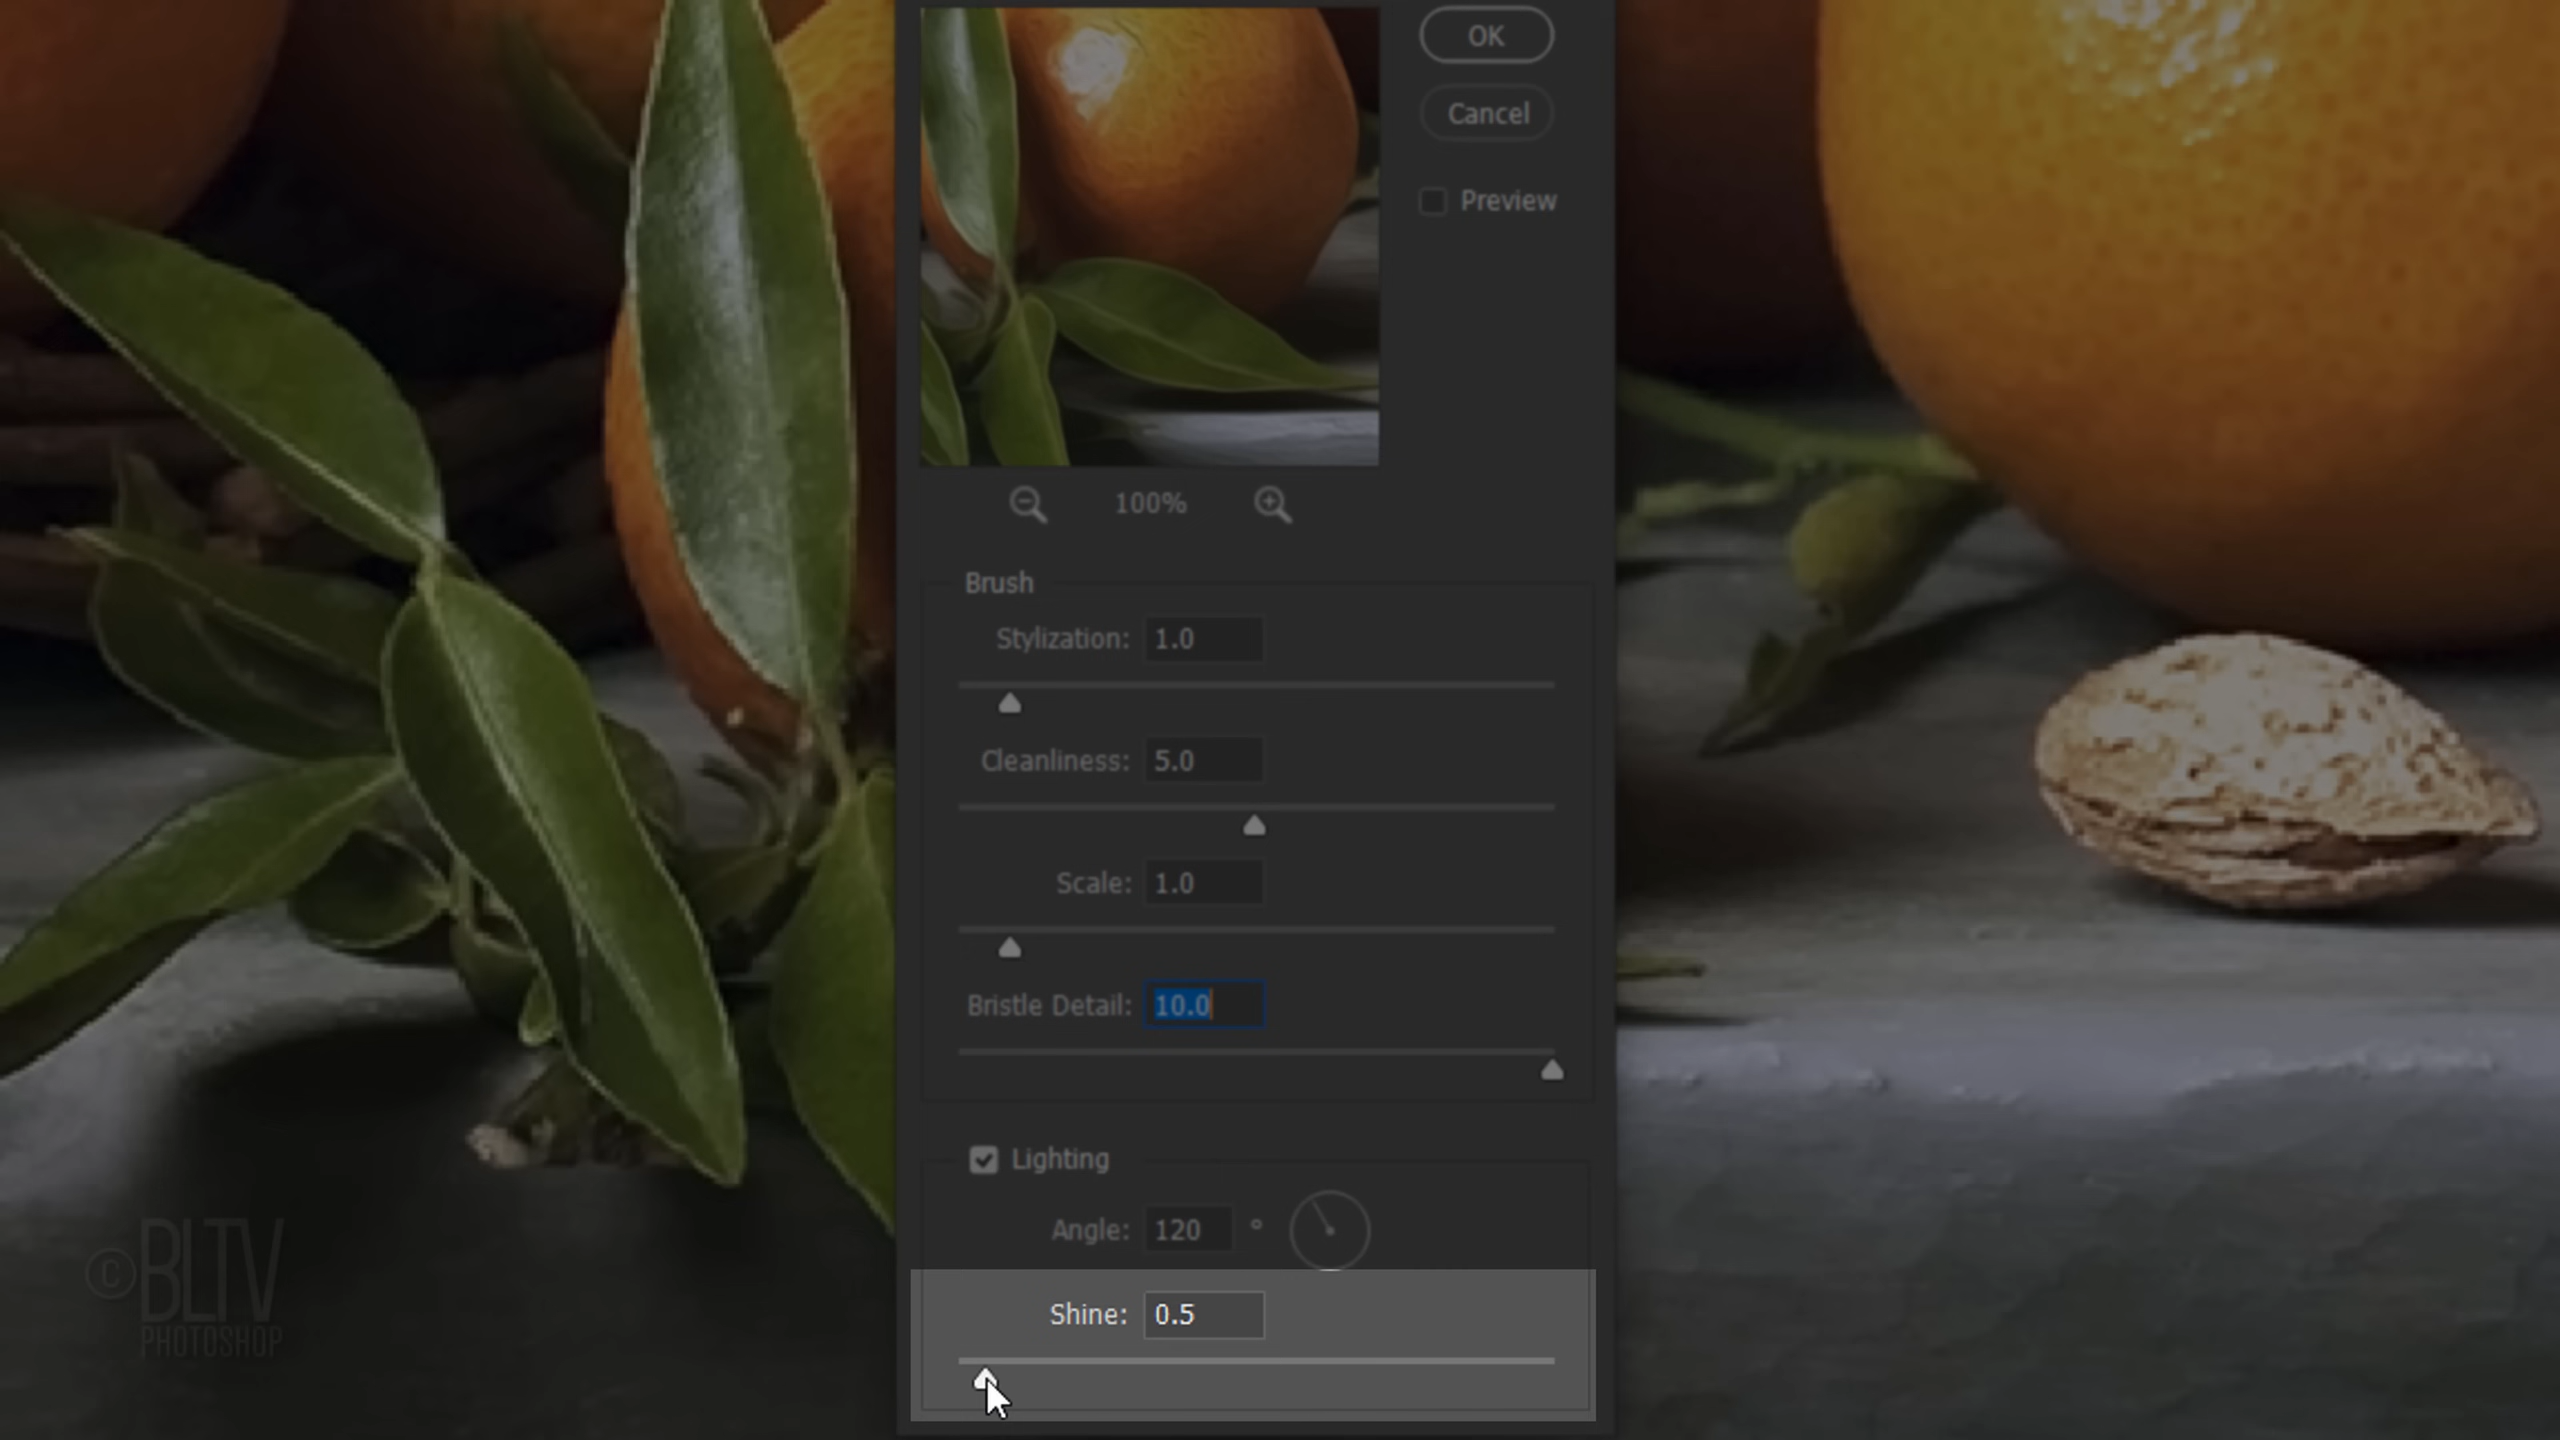 OK
Cancel
Preview
100%
Brush
Stylization: 1.0
Cleanliness: 5.0
Scale: 1.0
Bristle Detail: 10.0
Lighting
Angle: 120 °
Shine: 0.5
©BLTV
PHOTOSHOP